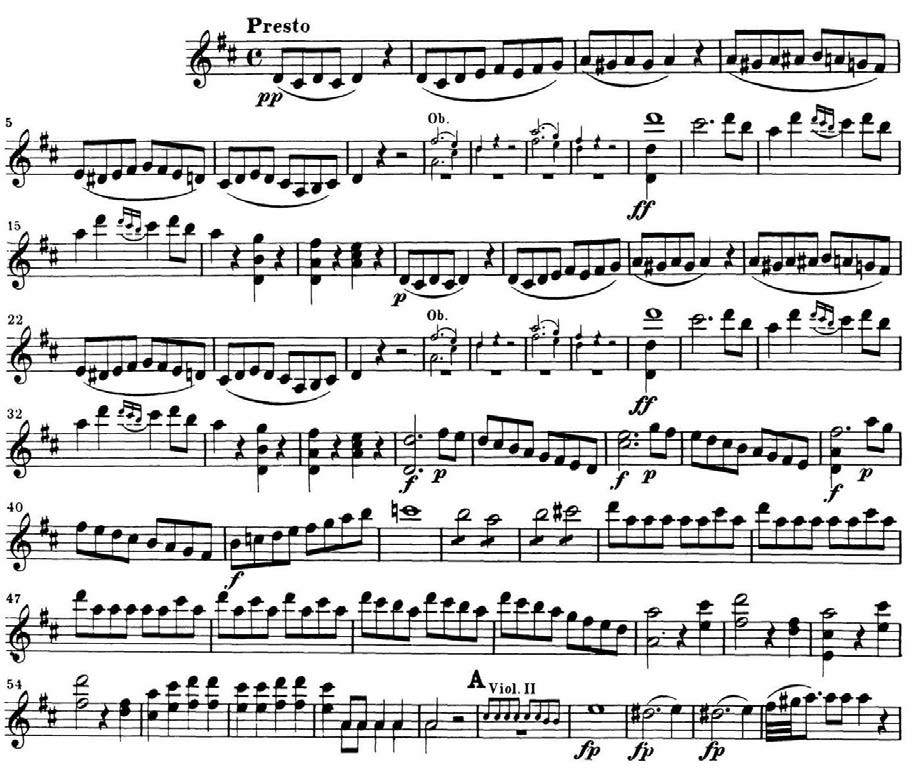 Presto
pp
5
Ob.
ff
15
p
22
Ob.
ff
32
f p f p f p
40
f
47
54
A Viol. II
fp fp fp